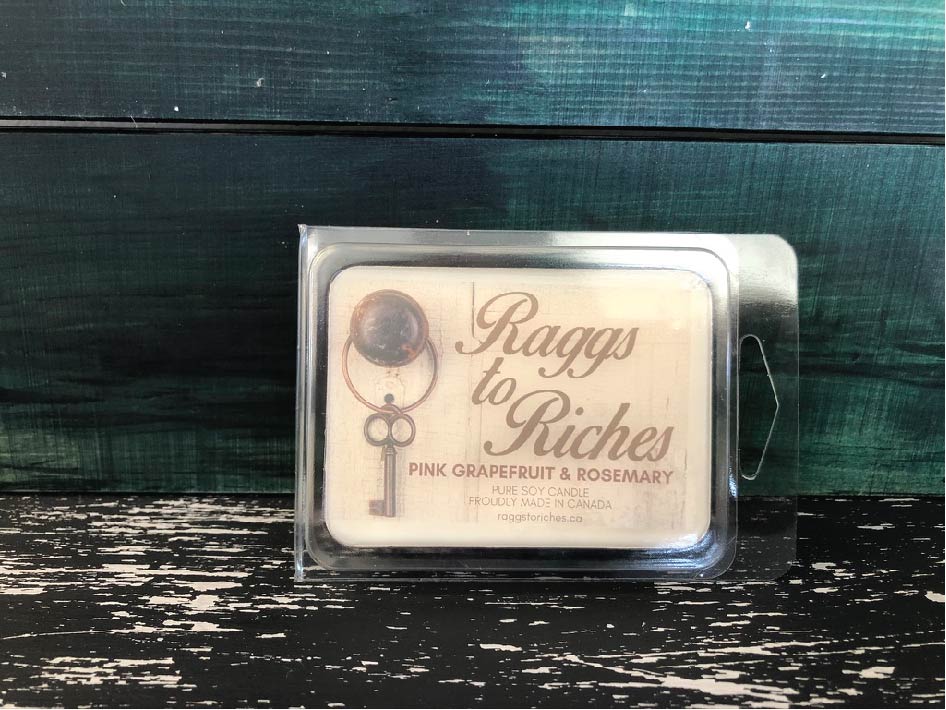 Raggs
to
Riches
PINK GRAPEFRUIT & ROSEMARY
PURE SOY CANDLE
PROUDLY MADE IN CANADA
raggstoriches.ca